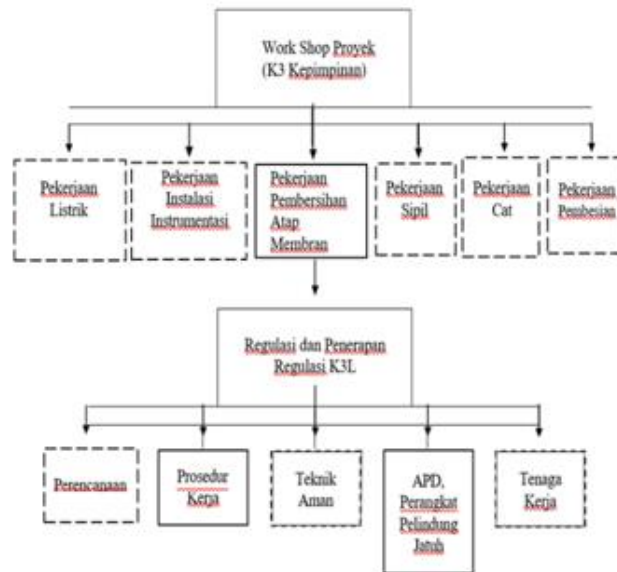 Work Shop Proyek
(K3 Kepimpinan)
Pekerjaan
Listrik
Pekerjaan
Instalasi
Instrumentasi
Pekerjaan
Pembersihan
Atap
Membran
Pekerjaan
Sipil
Pekerjaan
Cat
Pekerjaan
Pembesian
Regulasi dan Penerapan
Regulasi K3L
Perencanaan
Prosedur
Kerja
Teknik
Aman
APD,
Perangkat
Pelindung
Jatuh
Tenaga
Kerja